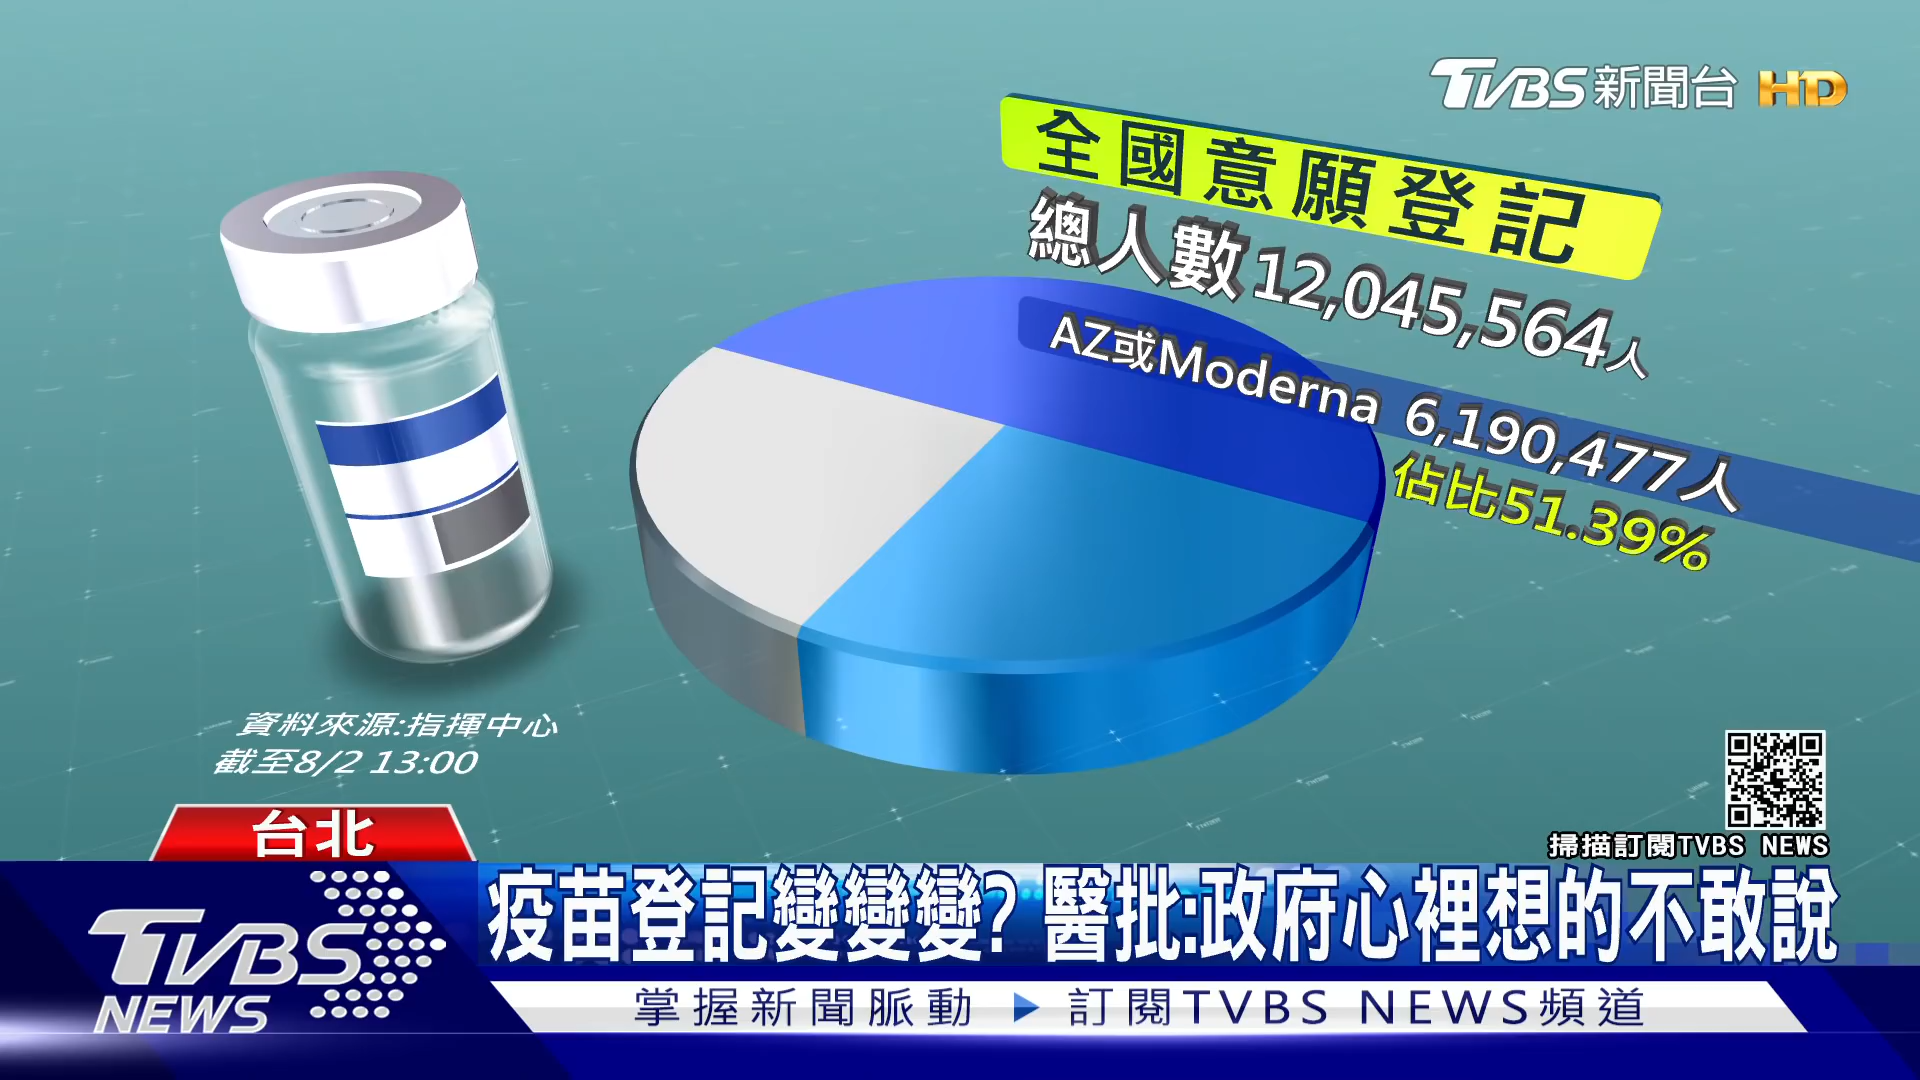 TVBS新聞台 HD
全國意願登記
總人數12,045,564人
AZ或Moderna 6,190,477人
佔比51.39%
資料來源:指揮中心
截至8/2 13:00
掃描訂閱TVBS NEWS
台北
疫苗登記變變變? 醫批:政府心裡想的不敢說
TVBS
NEWS
掌握新聞脈動 ▶ 訂閱TVBS NEWS頻道